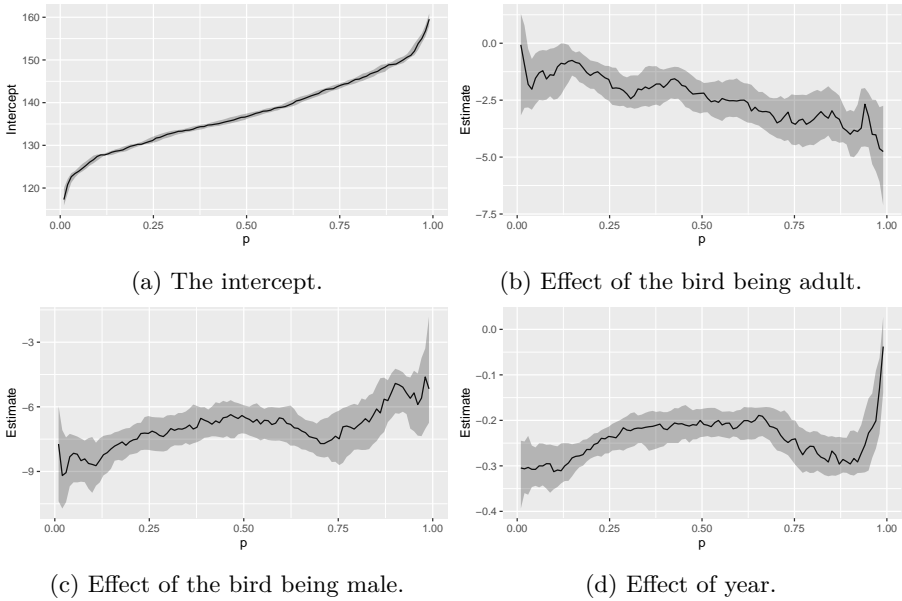 160
150
140
130
120
Intercept
0.00 0.25 0.50 0.75 1.00
p
(a) The intercept.
0.0
−2.5
−5.0
−7.5
Estimate
0.00 0.25 0.50 0.75 1.00
p
(b) Effect of the bird being adult.
−3
−6
−9
Estimate
0.00 0.25 0.50 0.75 1.00
p
(c) Effect of the bird being male.
0.0
−0.1
−0.2
−0.3
−0.4
Estimate
0.00 0.25 0.50 0.75 1.00
p
(d) Effect of year.